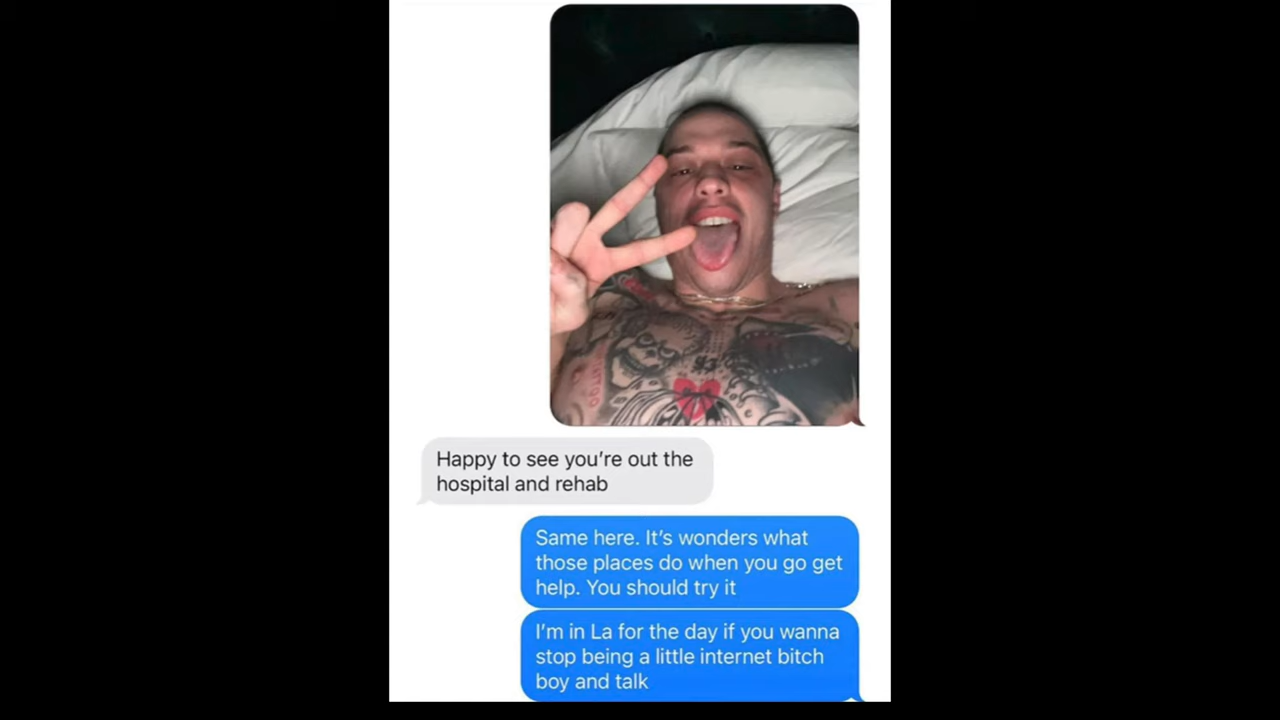 Happy to see you're out the
hospital and rehab
Same here. It's wonders what
those places do when you go get
help. You should try it
I'm in La for the day if you wanna
stop being a little internet bitch
boy and talk